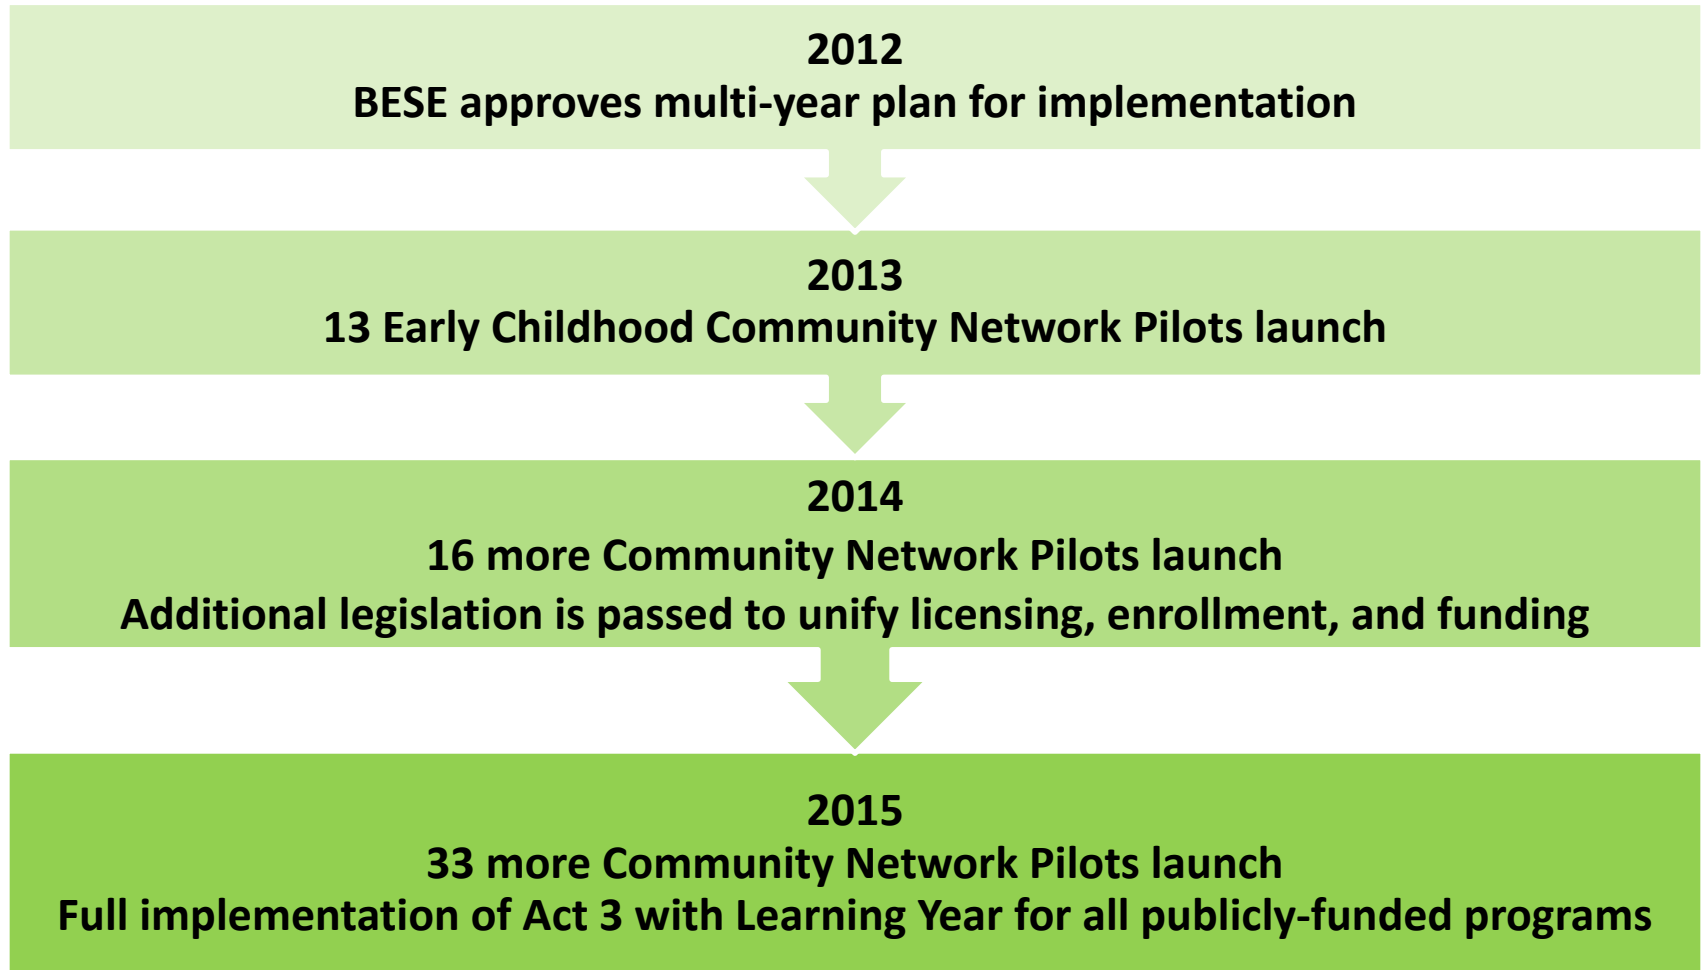 2012
BESE approves multi-year plan for implementation
2013
13 Early Childhood Community Network Pilots launch
2014
16 more Community Network Pilots launch
Additional legislation is passed to unify licensing, enrollment, and funding
2015
33 more Community Network Pilots launch
Full implementation of Act 3 with Learning Year for all publicly-funded programs